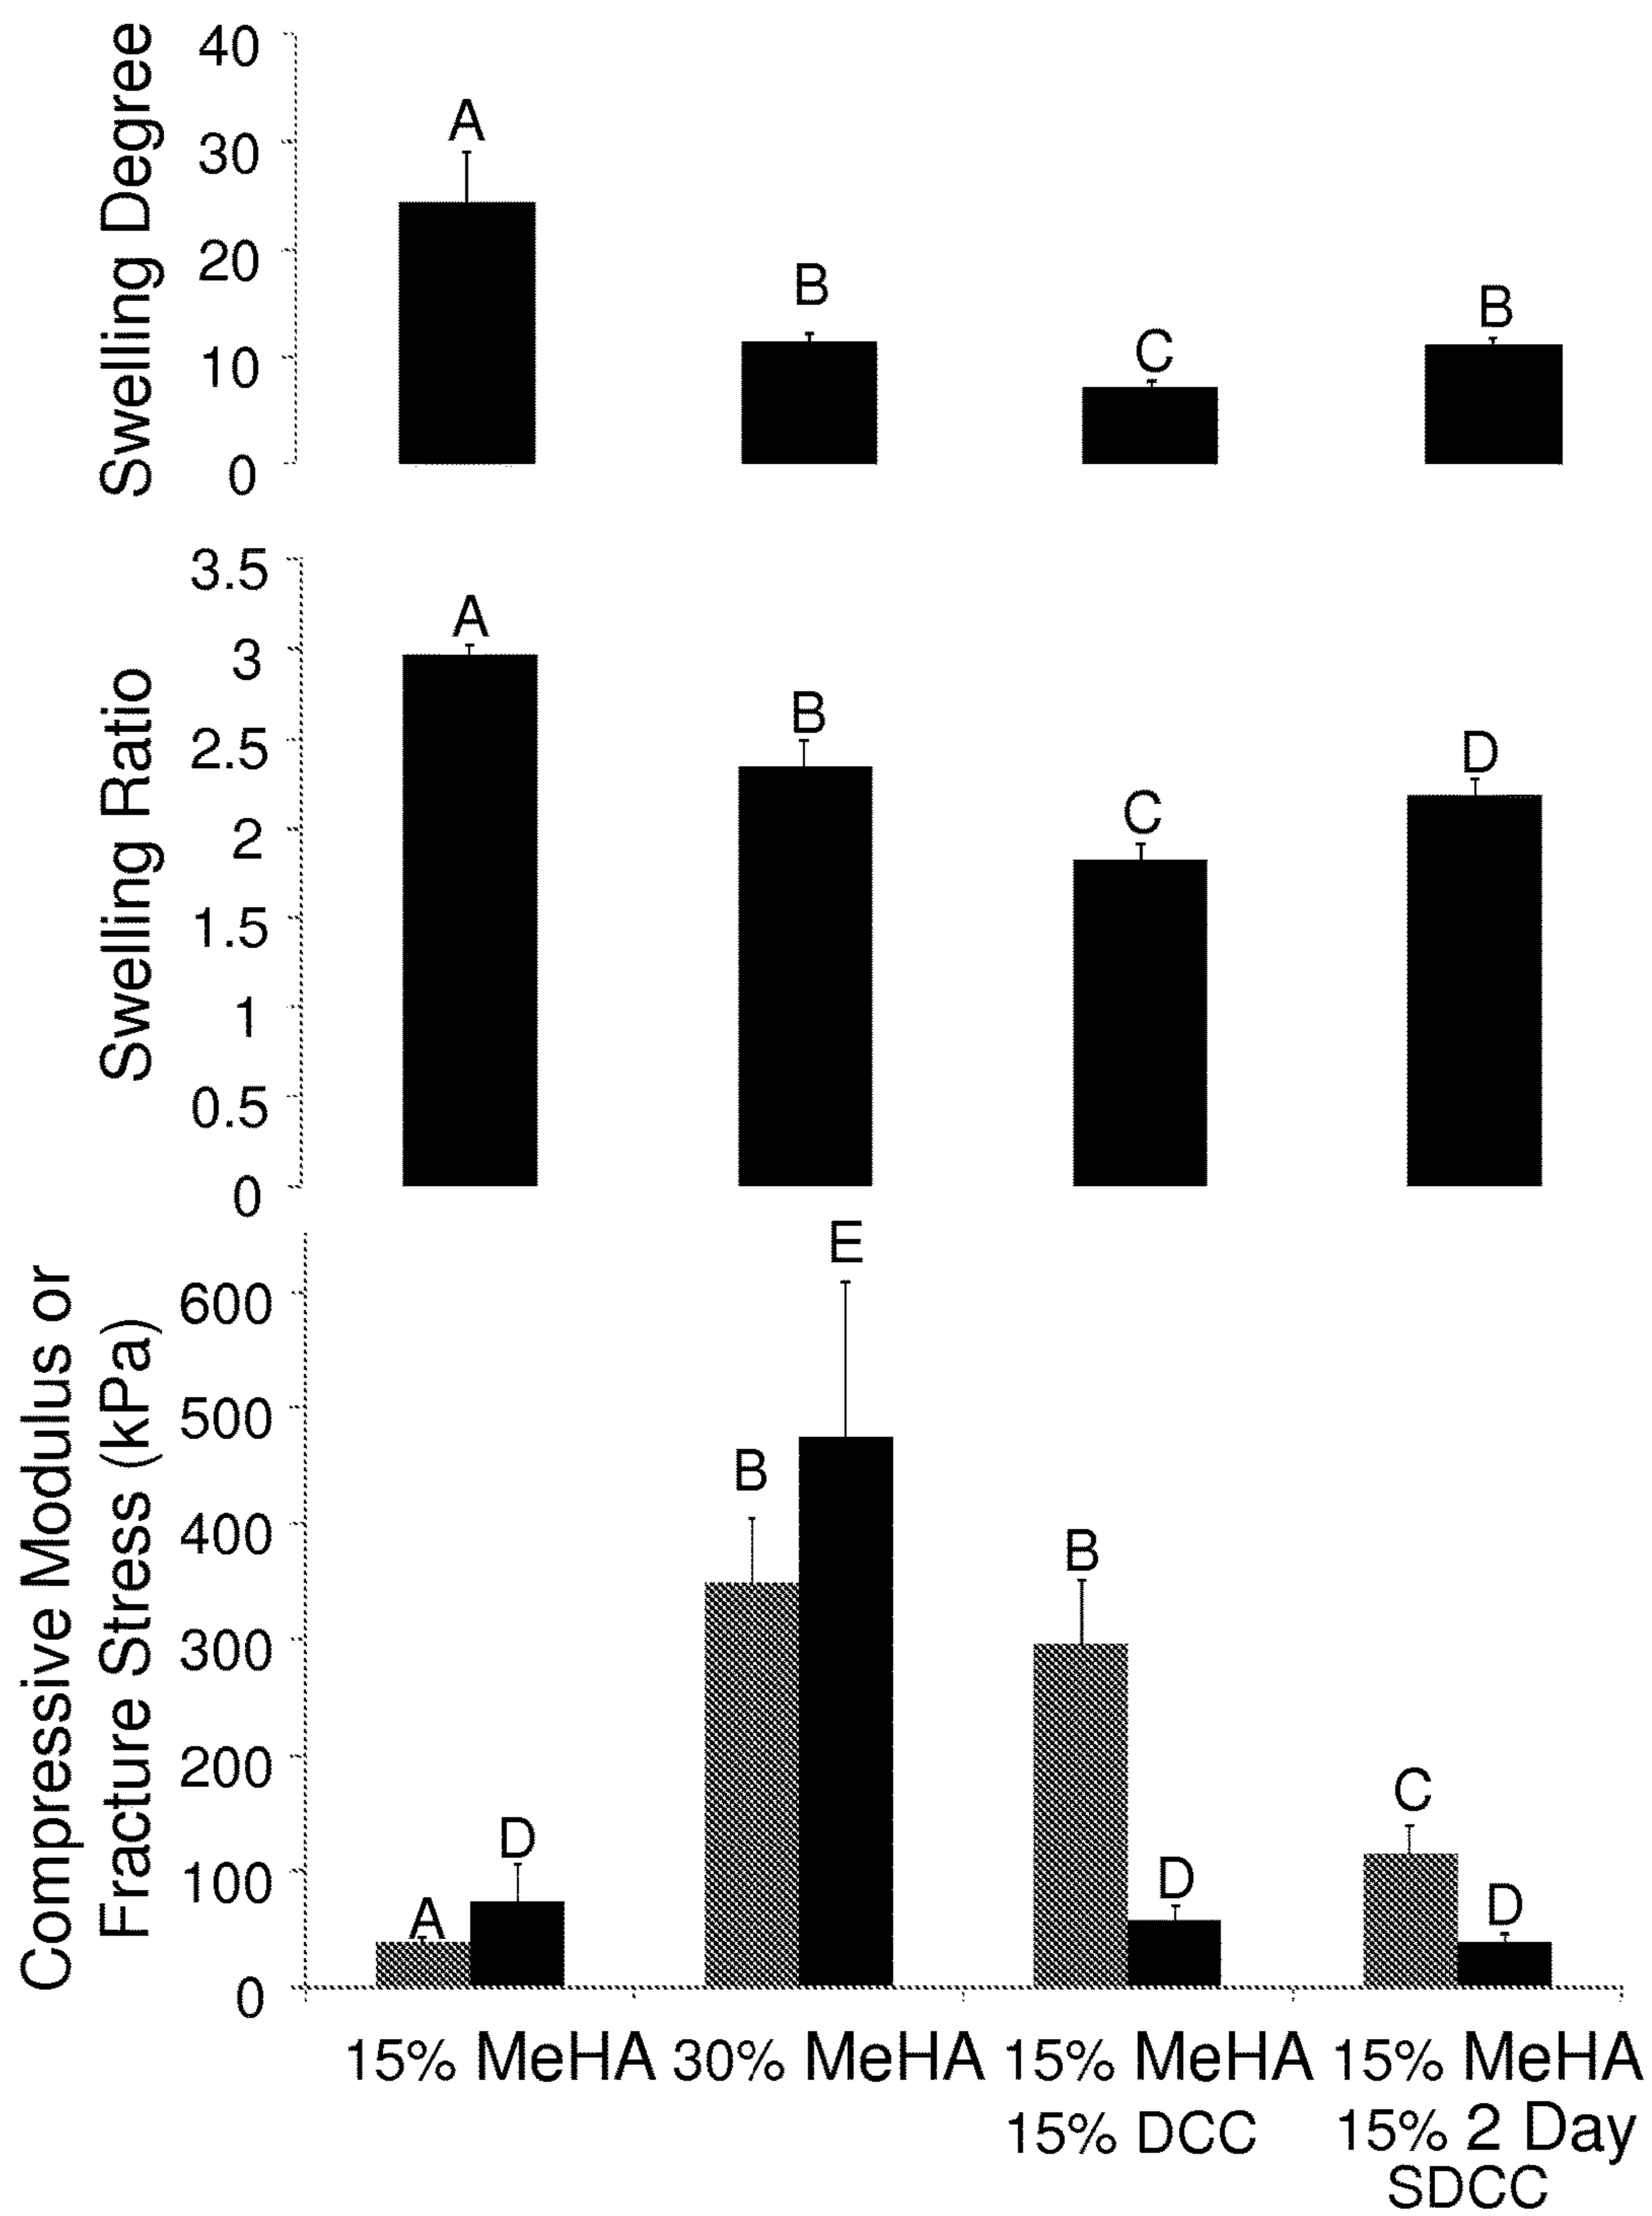 Swelling Degree
40
30
20
10
0
A
B
C
B
Swelling Ratio
3.5
3
2.5
2
1.5
1
0.5
0
A
B
C
D
Compressive Modulus or
Fracture Stress (kPa)
600
500
400
300
200
100
0
A
D
B
E
B
D
C
D
15% MeHA
30% MeHA
15% MeHA
15% DCC
15% MeHA
15% 2 Day
SDCC